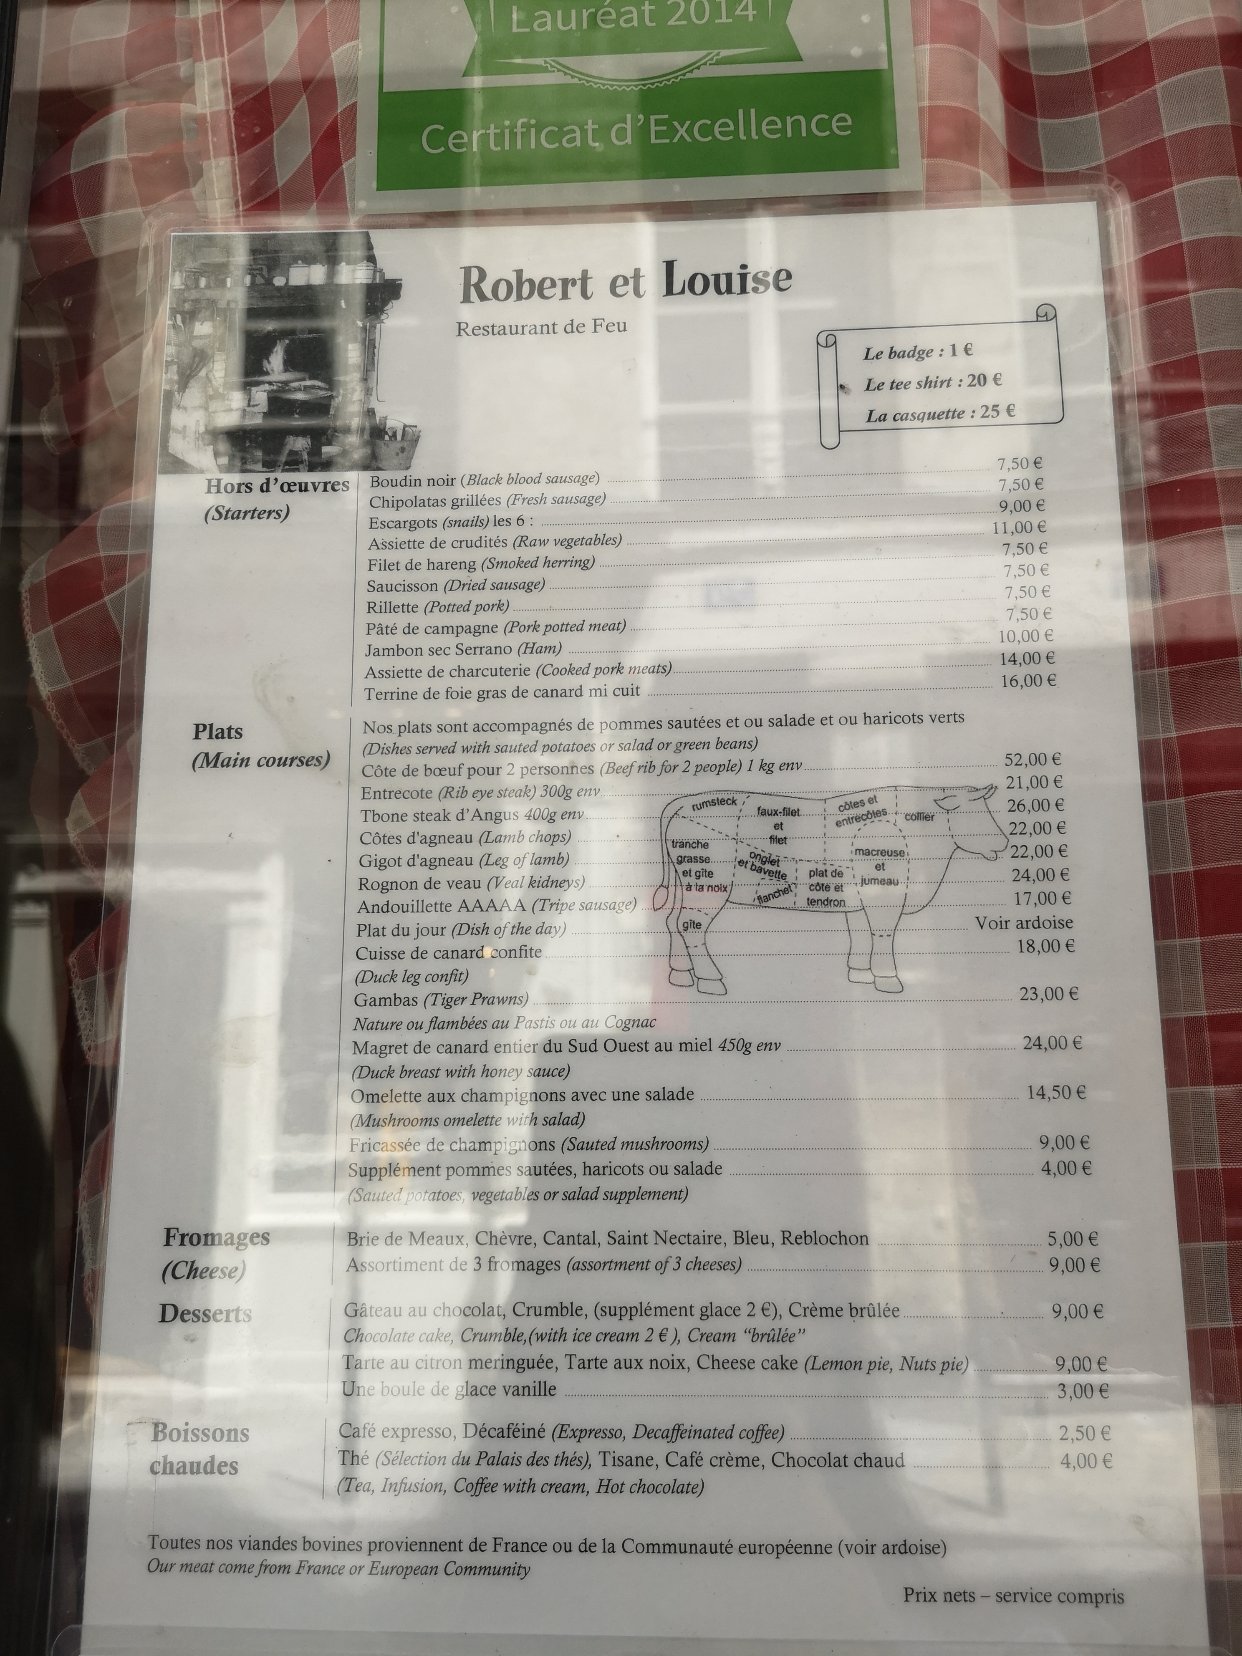 Lauréat 2014
Certificat d'Excellence
Robert et Louise
Restaurant de Feu
Le badge : 1 €
Le tee shirt : 20 €
La casquette : 25 €
Hors d'œuvres
(Starters)
Boudin noir (Black blood sausage) 7,50 €
Chipolatas grillées (Fresh sausage) 7,50 €
Escargots (snails) les 6 : 9,00 €
Assiette de crudités (Raw vegetables) 11,00 €
Filet de hareng (Smoked herring) 7,50 €
Saucisson (Dried sausage) 7,50 €
Rillette (Potted pork) 7,50 €
Pâté de campagne (Pork potted meat) 7,50 €
Jambon sec Serrano (Ham) 10,00 €
Assiette de charcuterie (Cooked pork meats) 14,00 €
Terrine de foie gras de canard mi cuit 16,00 €
Plats
(Main courses)
Nos plats sont accompagnés de pommes sautées et ou salade et ou haricots verts
(Dishes served with sauted potatoes or salad or green beans)
Côte de bœuf pour 2 personnes (Beef rib for 2 people) 1 kg env 52,00 €
Entrecote (Rib eye steak) 300g env 21,00 €
Tbone steak d'Angus 400g env 26,00 €
Côtes d'agneau (Lamb chops) 22,00 €
Gigot d'agneau (Leg of lamb) 22,00 €
Rognon de veau (Veal kidneys) 24,00 €
Andouillette AAAAA (Tripe sausage) 17,00 €
Plat du jour (Dish of the day) Voir ardoise
Cuisse de canard confite 18,00 €
(Duck leg confit)
Gambas (Tiger Prawns) 23,00 €
Nature ou flambées au Pastis ou au Cognac
Magret de canard entier du Sud Ouest au miel 450g env 24,00 €
(Duck breast with honey sauce)
Omelette aux champignons avec une salade 14,50 €
(Mushrooms omelette with salad)
Fricassée de champignons (Sauted mushrooms) 9,00 €
Supplément pommes sautées, haricots ou salade 4,00 €
(Sauted potatoes, vegetables or salad supplement)
rumsteck
faux-filet
et
filet
côtes et
entrecôtes
collier
tranche
grasse
et gîte
à la noix
onglet
et bavette
flanchet
plat de
côte et
tendron
macreuse
et
jumeau
gîte
Fromages
(Cheese)
Brie de Meaux, Chèvre, Cantal, Saint Nectaire, Bleu, Reblochon 5,00 €
Assortiment de 3 fromages (assortment of 3 cheeses) 9,00 €
Desserts
Gâteau au chocolat, Crumble, (supplément glace 2 €), Crème brûlée 9,00 €
Chocolate cake, Crumble,(with ice cream 2 € ), Cream "brûlée"
Tarte au citron meringuée, Tarte aux noix, Cheese cake (Lemon pie, Nuts pie) 9,00 €
Une boule de glace vanille 3,00 €
Boissons
chaudes
Café expresso, Décaféiné (Expresso, Decaffeinated coffee) 2,50 €
Thé (Sélection du Palais des thés), Tisane, Café crème, Chocolat chaud 4,00 €
(Tea, Infusion, Coffee with cream, Hot chocolate)
Toutes nos viandes bovines proviennent de France ou de la Communauté européenne (voir ardoise)
Our meat come from France or European Community
Prix nets – service compris